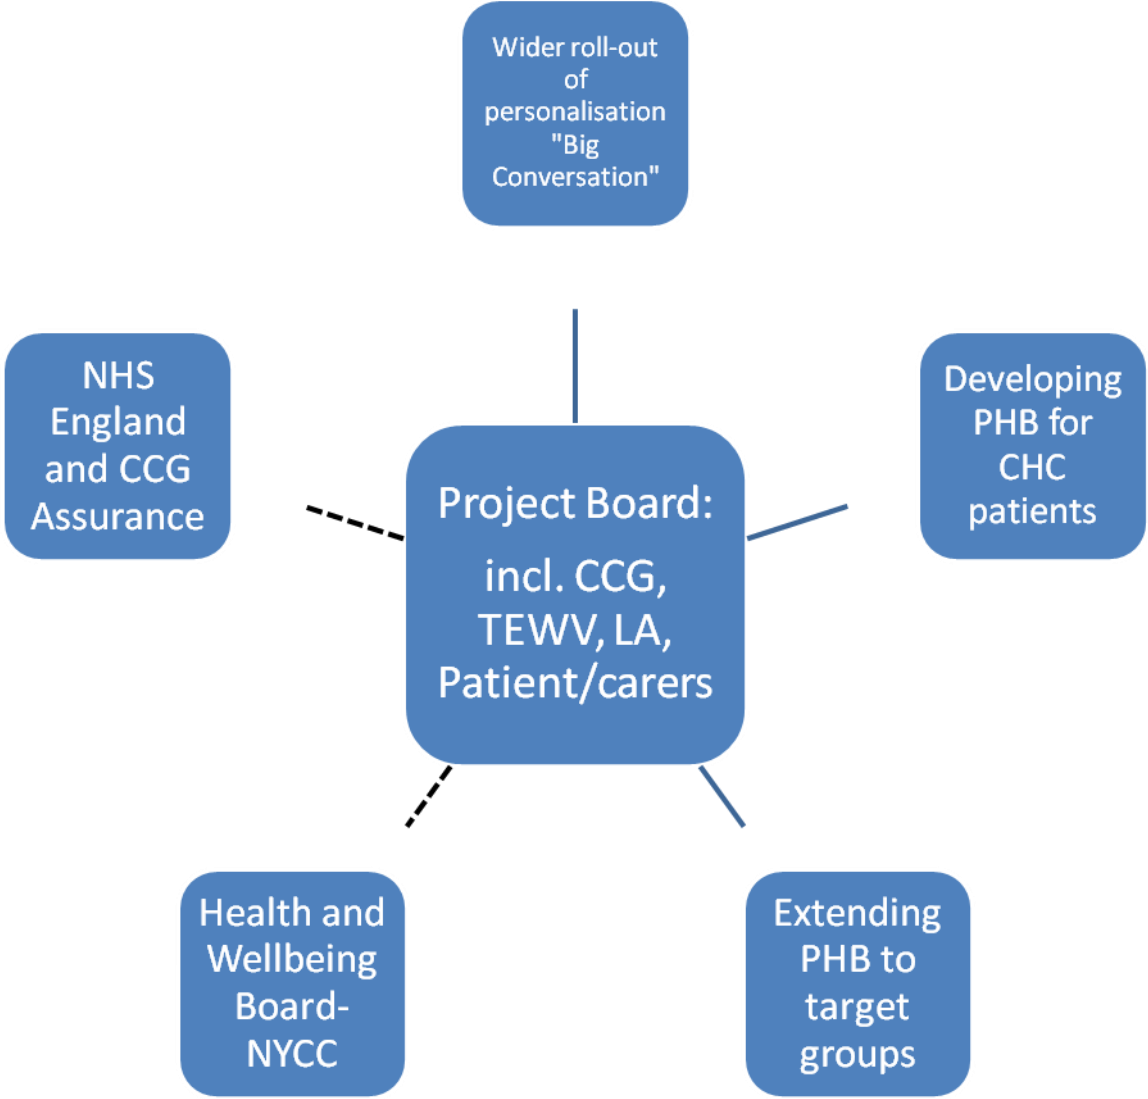 Wider roll-out
of
personalisation
"Big
Conversation"
NHS
England
and CCG
Assurance
Developing
PHB for
CHC
patients
Project Board:
incl. CCG,
TEWV, LA,
Patient/carers
Health and
Wellbeing
Board-
NYCC
Extending
PHB to
target
groups